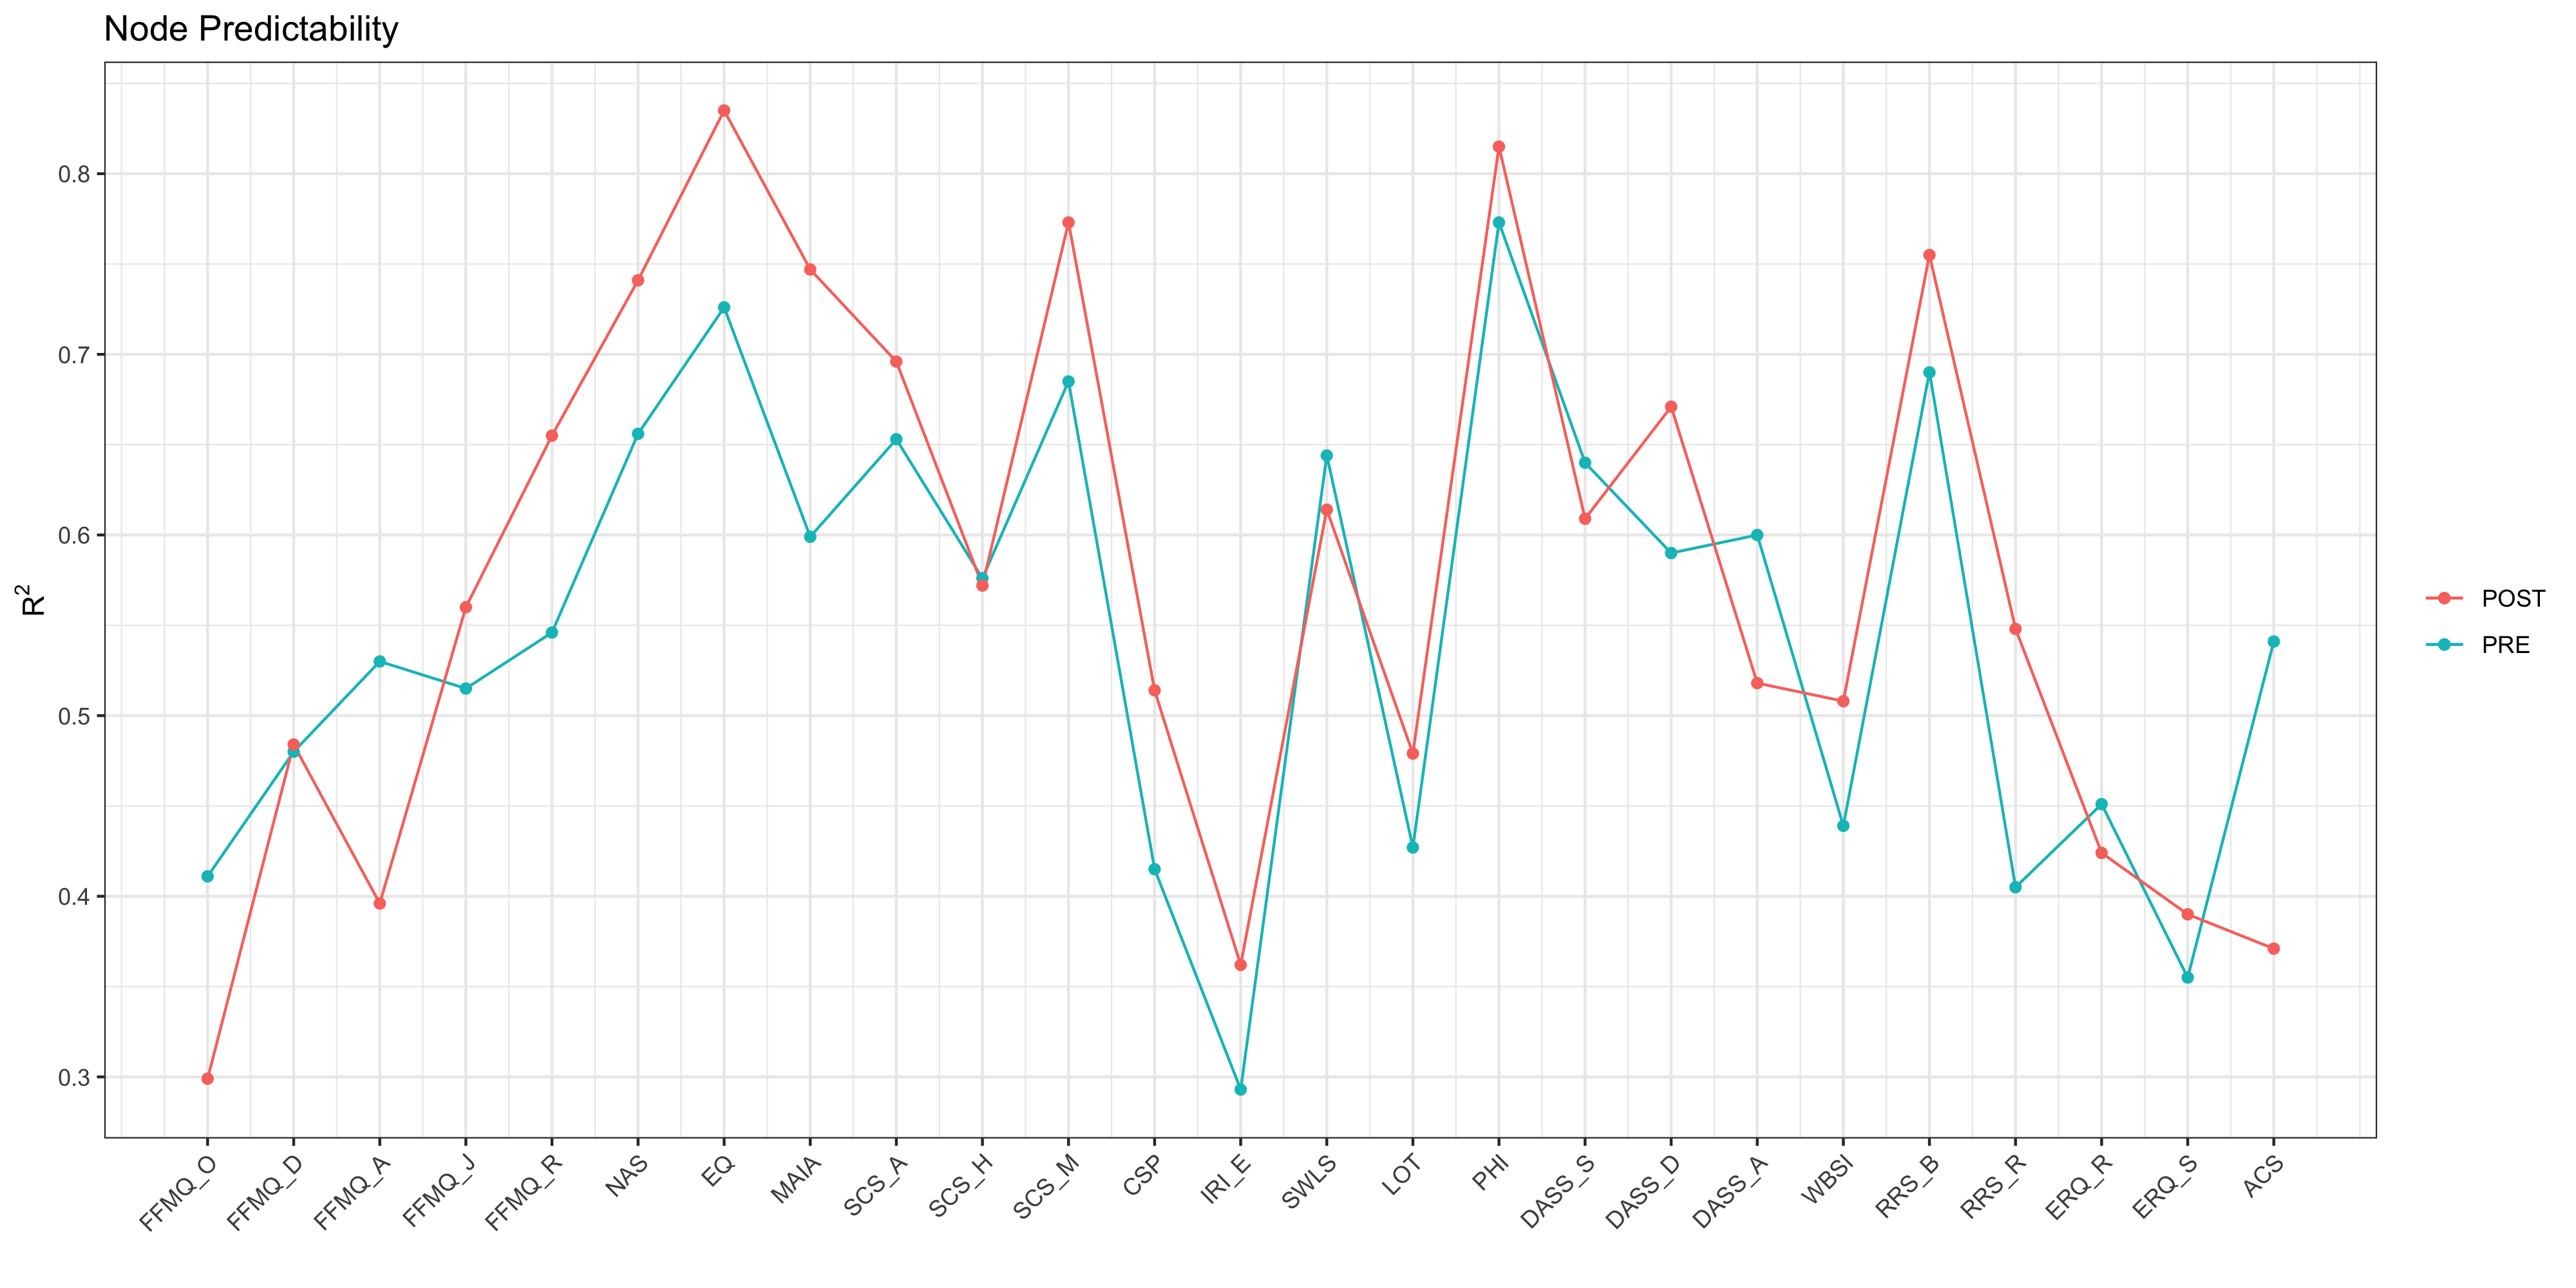 Node Predictability
R2
0.8
0.7
0.6
0.5
0.4
0.3
FFMQ_O
FFMQ_D
FFMQ_A
FFMQ_J
FFMQ_R
NAS
EQ
MAIA
SCS_A
SCS_H
SCS_M
CSP
IRI_E
SWLS
LOT
PHI
DASS_S
DASS_D
DASS_A
WBSI
RRS_B
RRS_R
ERQ_R
ERQ_S
ACS
POST
PRE